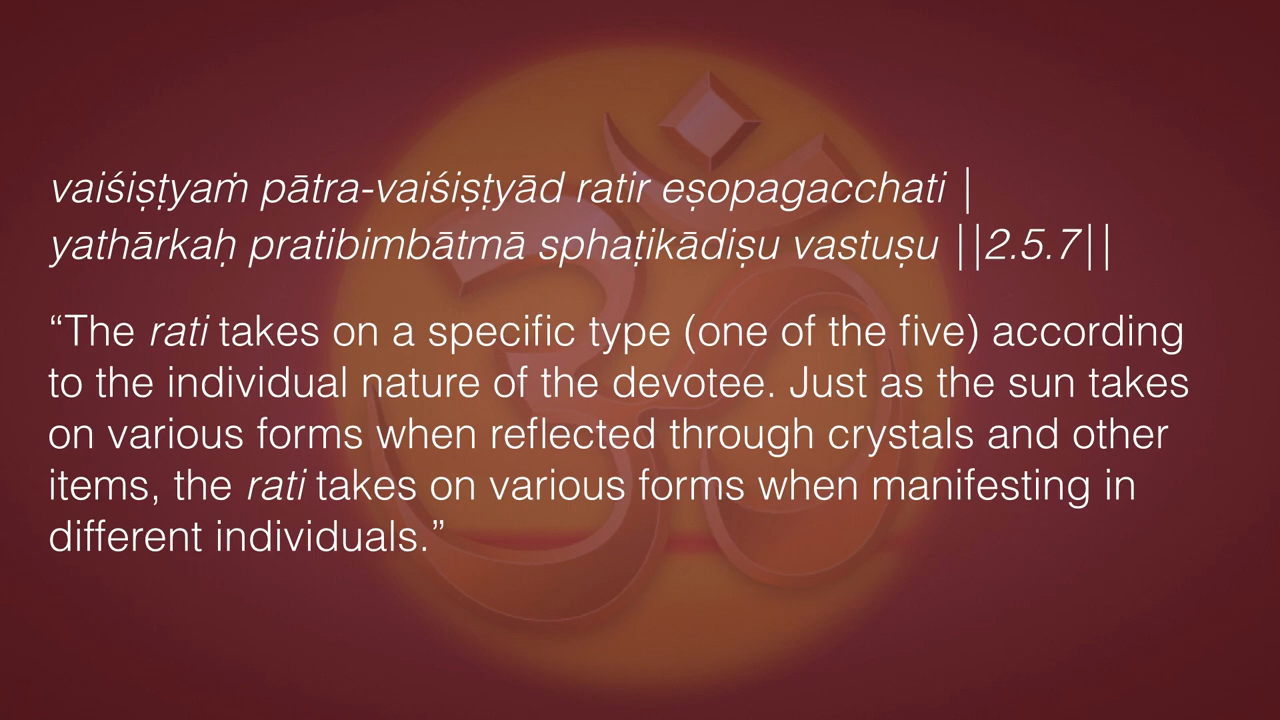 vaiśiṣṭyaṁ pātra-vaiśiṣṭyād ratir eṣopagacchati |
yathārkaḥ pratibimbātmā sphaṭikādiṣu vastuṣu ||2.5.7||
“The rati takes on a specific type (one of the five) according
to the individual nature of the devotee. Just as the sun takes
on various forms when reflected through crystals and other
items, the rati takes on various forms when manifesting in
different individuals.”